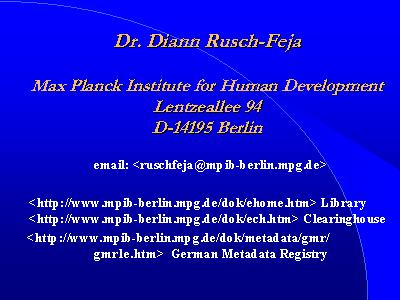 Dr. Diann Rusch-Feja
Max Planck Institute for Human Development
Lentzeallee 94
D-14195 Berlin
email: <ruschfeja@mpib-berlin.mpg.de>
<http://www.mpib-berlin.mpg.de/dok/ehome.htm> Library
<http://www.mpib-berlin.mpg.de/dok/ech.htm> Clearinghouse
<http://www.mpib-berlin.mpg.de/dok/metadata/gmr/
gmr1e.htm> German Metadata Registry